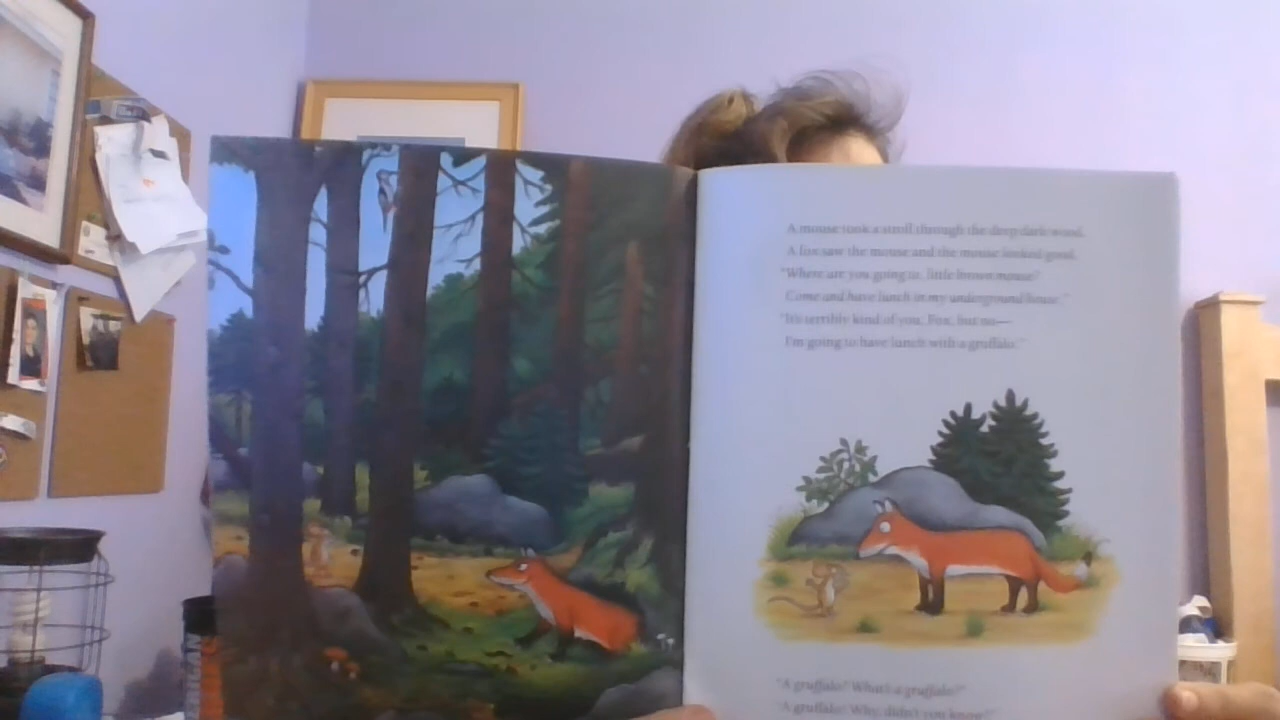 A mouse took a stroll through the deep dark wood.
A fox saw the mouse and the mouse looked good.
"Where are you going to, little brown mouse?
Come and have lunch in my underground house."
"It's terribly kind of you, Fox, but no—
I'm going to have lunch with a gruffalo."
"A gruffalo? What's a gruffalo?"
"A gruffalo! Why, didn't you know?"